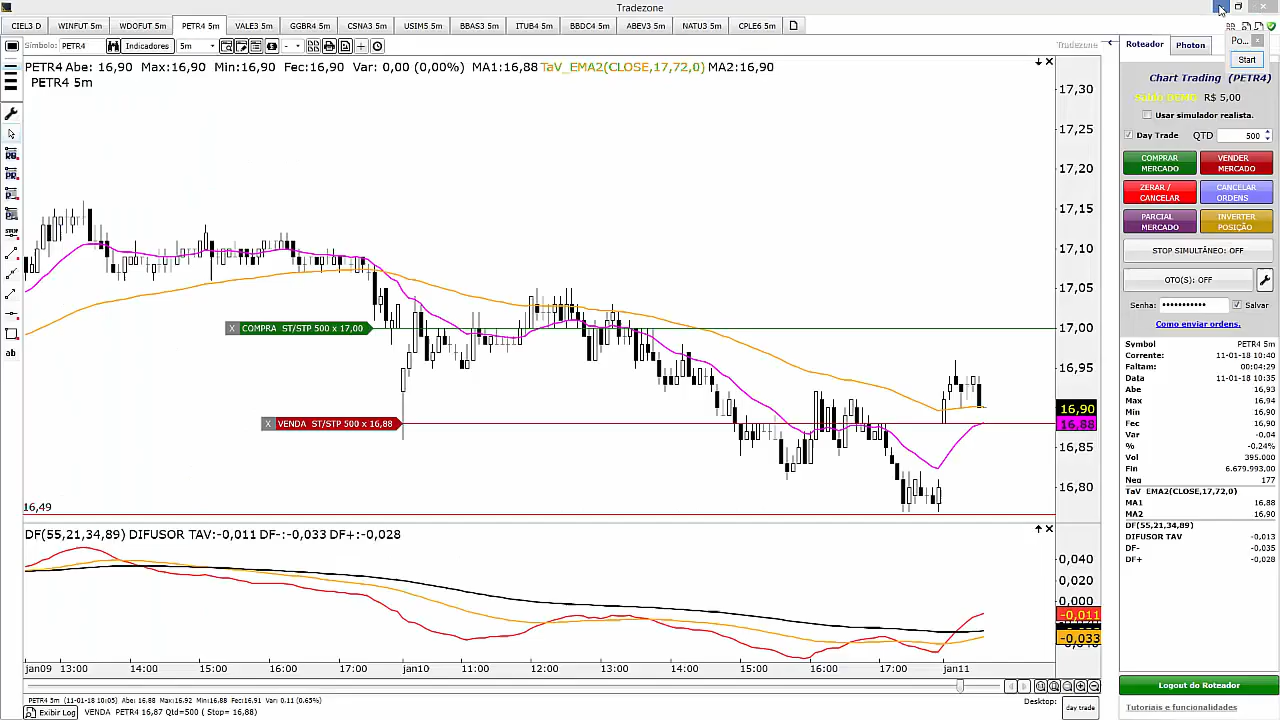 Tradezone
CIEL3 D
WINFUT 5m
WDOFUT 5m
PETR4 5m
VALE3 5m
GGBR4 5m
CSNA3 5m
USIM5 5m
BBAS3 5m
ITUB4 5m
BBDC4 5m
ABEV3 5m
NATU3 5m
CPLE6 5m
Símbolo: PETR4
Indicadores
5m
Tradezone
Roteador
Photon
Po...
Start
PETR4 Abe: 16,90 Max:16,90 Min:16,90 Fec:16,90 Var: 0,00 (0,00%) MA1:16,88 TaV_EMA2(CLOSE,17,72,0) MA2:16,90
PETR4 5m
17,30
17,25
17,20
17,15
17,10
17,05
17,00
16,95
16,90
16,88
16,85
16,80
X COMPRA ST/STP 500 x 17,00
X VENDA ST/STP 500 x 16,88
16,49
DF(55,21,34,89) DIFUSOR TAV:-0,011 DF-:-0,033 DF+:-0,028
0,040
0,020
0,000
-0,011
-0,033
jan09 13:00 14:00 15:00 16:00 17:00 jan10 11:00 12:00 13:00 14:00 15:00 16:00 17:00 jan11
PETR4 5m (11-01-18 10:05) Abe: 16,88 Max:16,92 Min:16,88 Fec:16,91 Var: 0.11 (0.65%)
Exibir Log
VENDA PETR4 16,87 Qtd=500 ( Stop= 16,88)
Desktop:
day trade
Chart Trading (PETR4)
R$ 5,00
Usar simulador realista.
Day Trade QTD 500
COMPRAR MERCADO
VENDER MERCADO
ZERAR / CANCELAR
CANCELAR ORDENS
PARCIAL MERCADO
INVERTER POSIÇÃO
STOP SIMULTÂNEO: OFF
OTO(S): OFF
Senha: ••••••••••• Salvar
Como enviar ordens.
Symbol PETR4 5m
Corrente: 11-01-18 10:40
Faltam: 00:04:29
Data 11-01-18 10:35
Abe 16,93
Max 16,94
Min 16,90
Fec 16,90
Var -0,04
% -0.24%
Vol 395.000
Fin 6.679.993,00
Neg 177
TaV EMA2(CLOSE,17,72,0)
MA1 16,88
MA2 16,90
DF(55,21,34,89)
DIFUSOR TAV -0,013
DF- -0,035
DF+ -0,028
Logout do Roteador
Tutoriais e funcionalidades